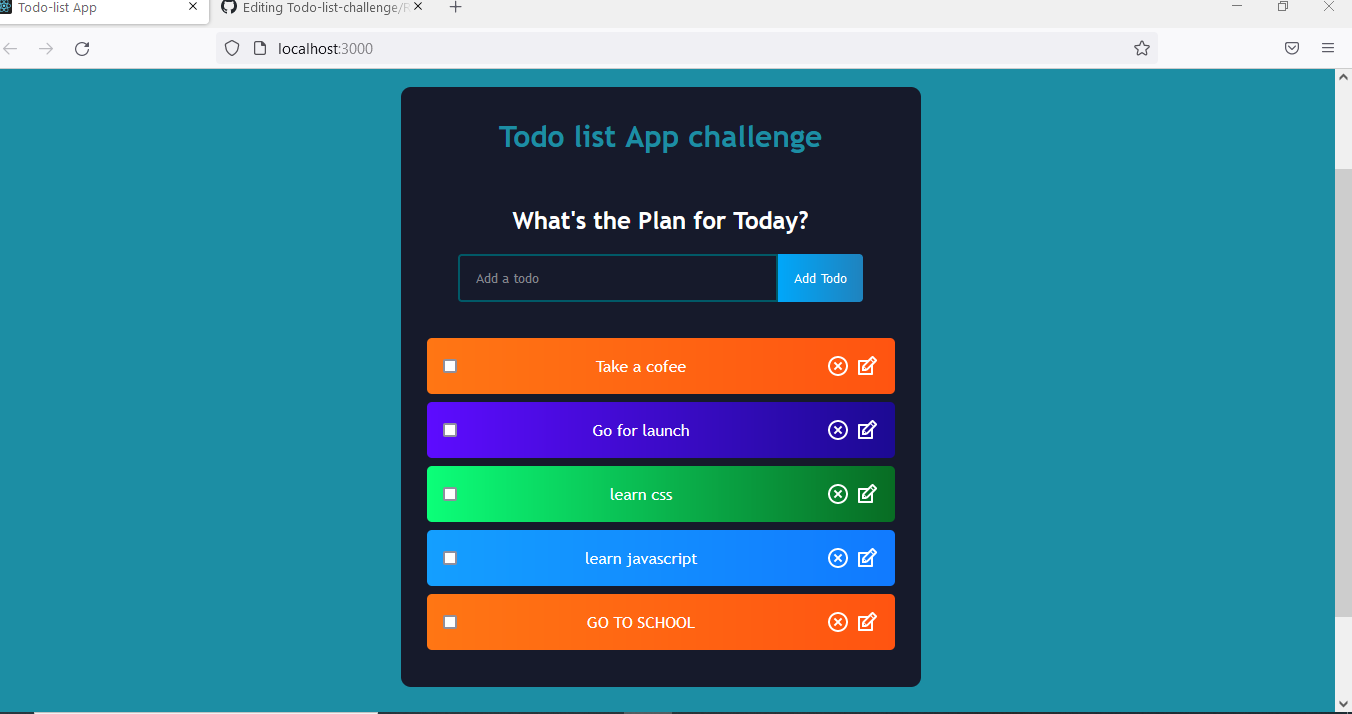 Todo-list App
Editing Todo-list-challenge/R
localhost:3000
Todo list App challenge
What's the Plan for Today?
Add a todo
Add Todo
Take a cofee
Go for launch
learn css
learn javascript
GO TO SCHOOL